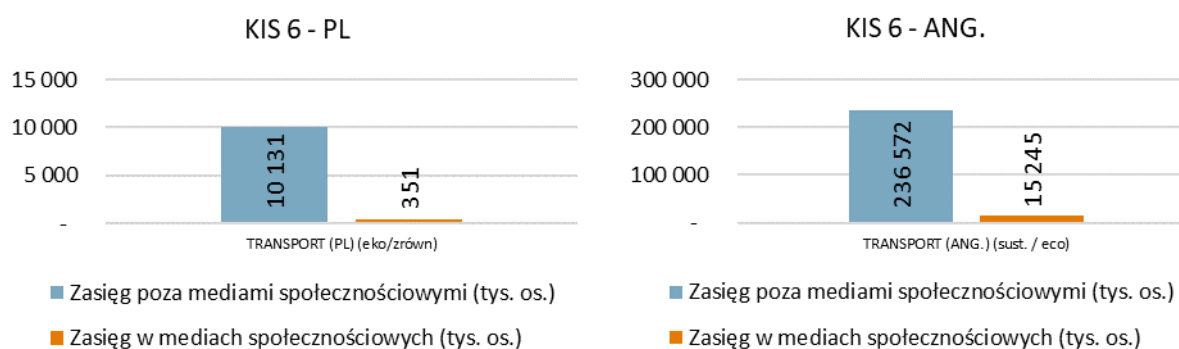 KIS 6 - PL
15 000
10 000
5 000
-
10 131
351
TRANSPORT (PL) (eko/zrówn)
Zasięg poza mediami społecznościowymi (tys. os.)
Zasięg w mediach społecznościowych (tys. os.)
KIS 6 - ANG.
300 000
200 000
100 000
-
236 572
15 245
TRANSPORT (ANG.) (sust. / eco)
Zasięg poza mediami społecznościowymi (tys. os.)
Zasięg w mediach społecznościowych (tys. os.)